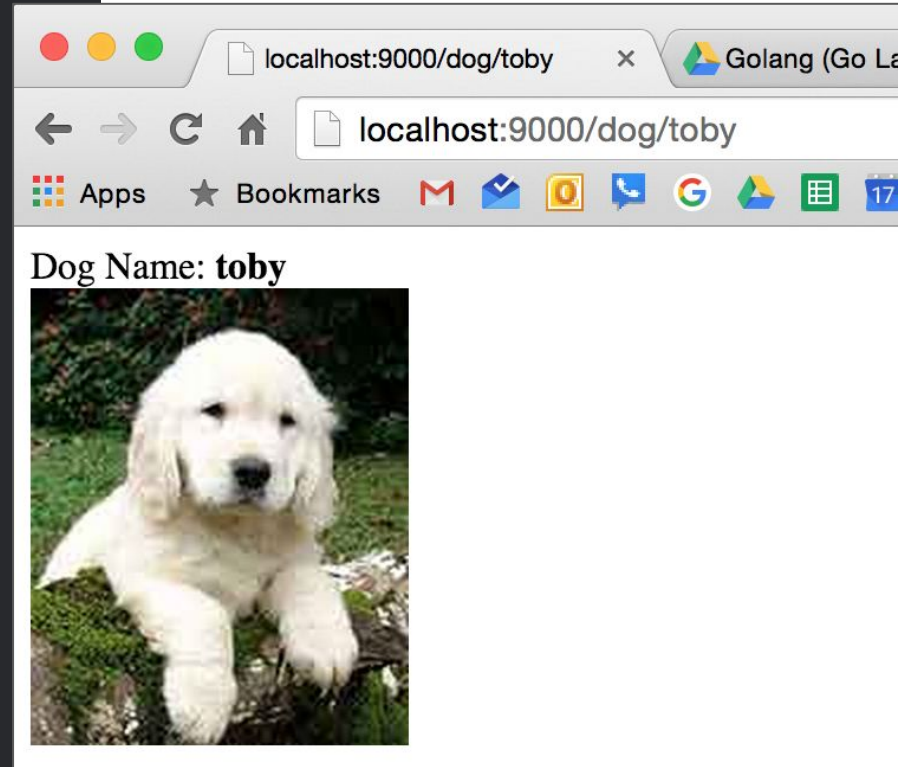 localhost:9000/dog/toby
Golang (Go La
localhost:9000/dog/toby
Apps
Bookmarks
17
Dog Name: toby